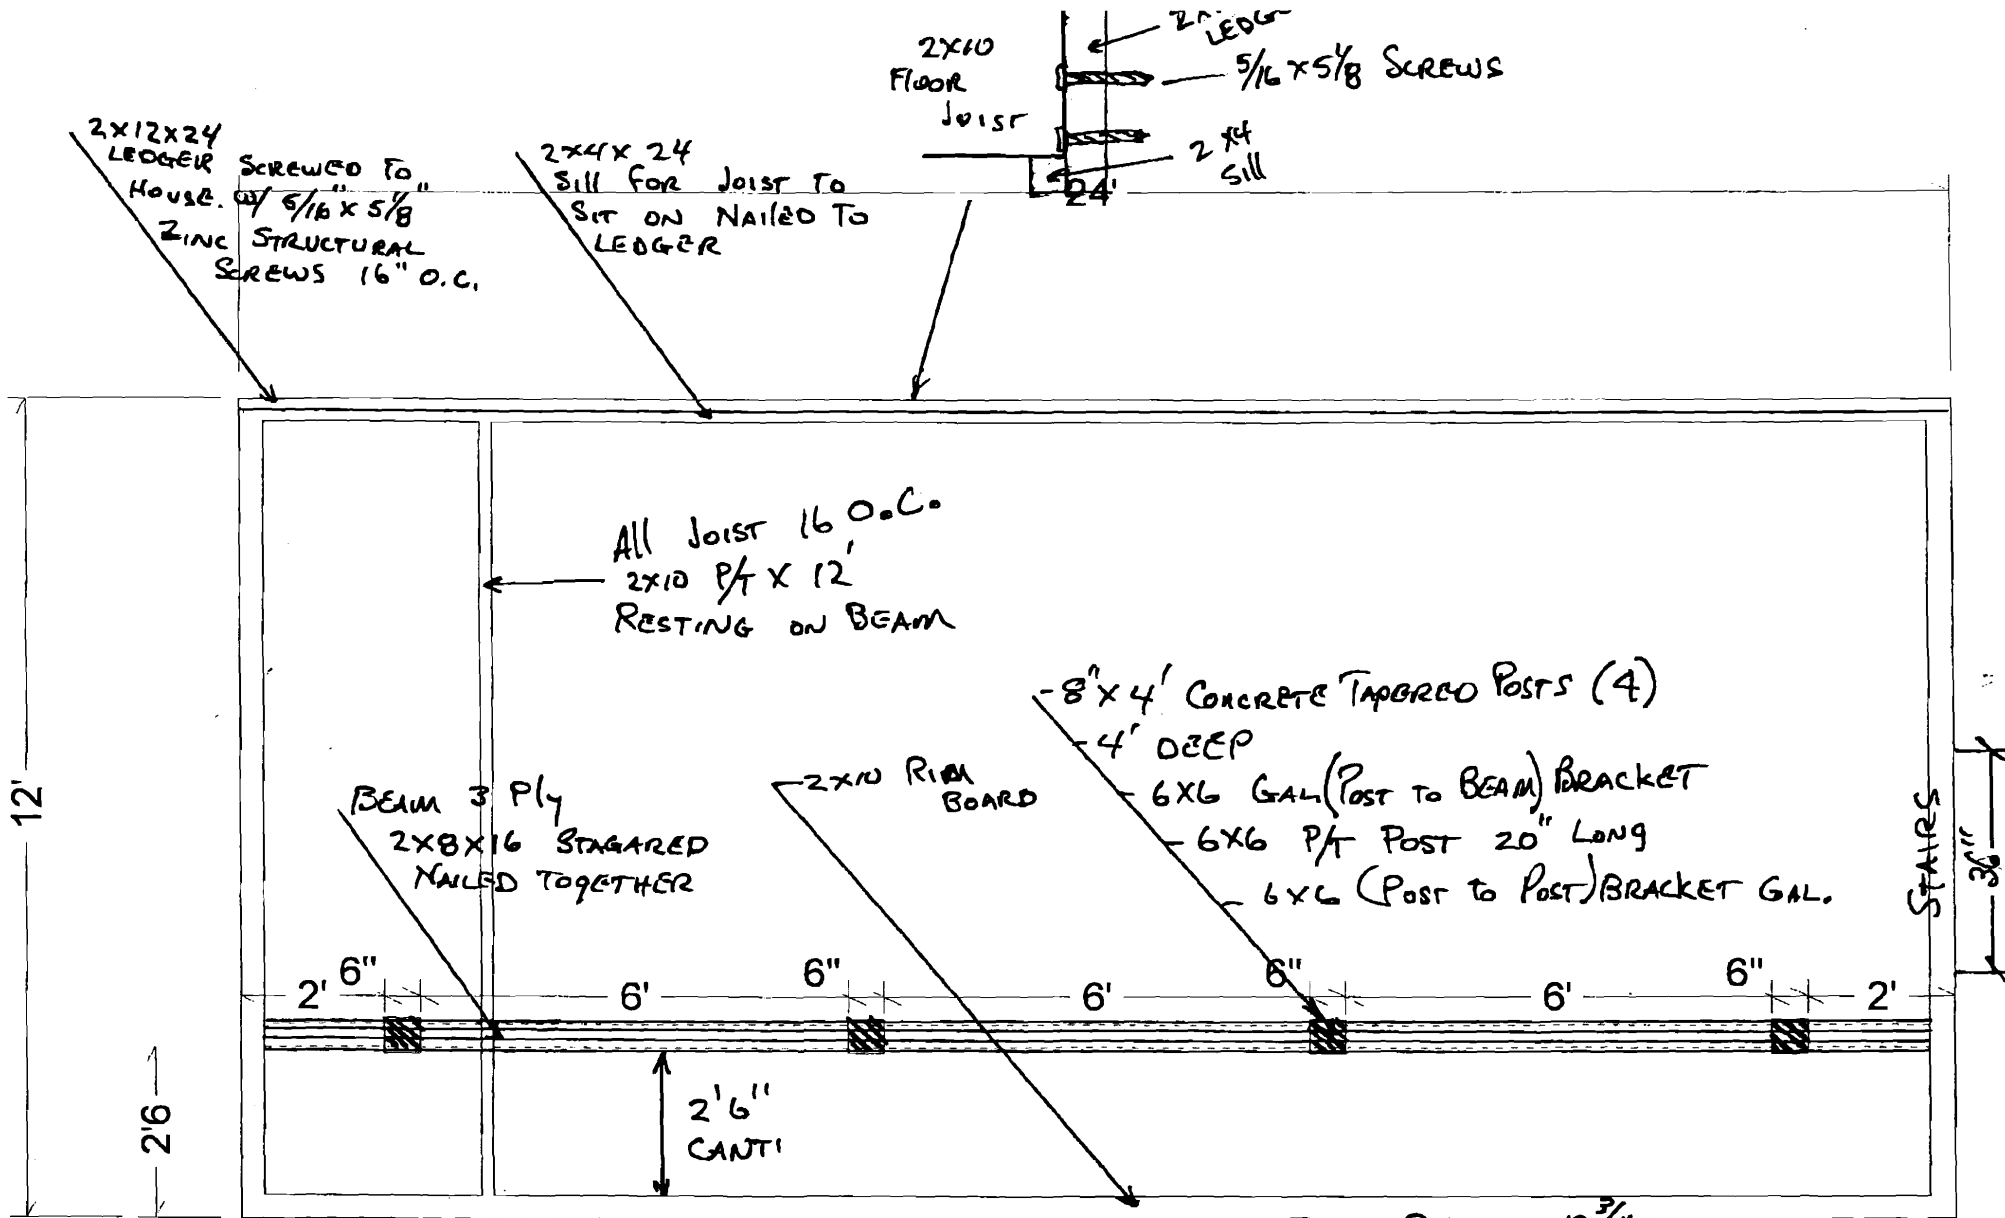 2X10
FLOOR
JOIST
LEDG
5/16 X 5 1/8 SCREWS
2X4
Sill
24'
2X12X24
LEDGER SCREWED TO
HOUSE. W/ 5/16" X 5 1/8"
ZINC STRUCTURAL
SCREWS 16" O.C.
2X4X24
Sill FOR JOIST TO
SIT ON NAILED TO
LEDGER
All JOIST 16 O.C.
2X10 P/T X 12'
RESTING ON BEAM
-8"X4' CONCRETE TAPERED POSTS (4)
-4' DEEP
-6X6 GAL (POST TO BEAM) BRACKET
-6X6 P/T POST 20" LONG
-6X6 (POST to POST) BRACKET GAL.
-2X10 RIM
BOARD
BEAM 3 Ply
2X8X16 STAGARED
NAILED TOGETHER
12'
STAIRS
36"
2' 6" 6' 6" 6' 6" 6' 6" 2'
2'6
2'6"
CANTI